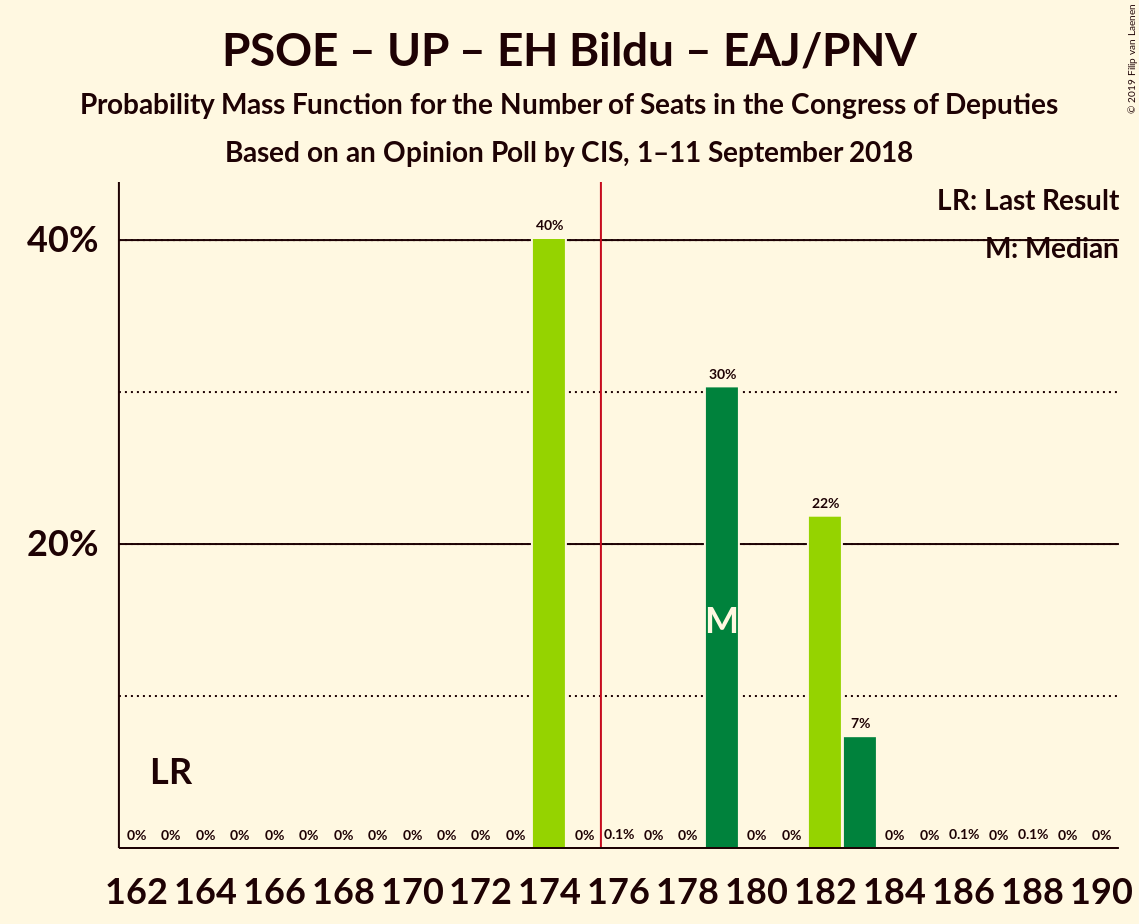 PSOE – UP – EH Bildu – EAJ/PNV
Probability Mass Function for the Number of Seats in the Congress of Deputies
Based on an Opinion Poll by CIS, 1–11 September 2018
© 2019 Filip van Laenen
LR: Last Result
M: Median
40%
20%
40%
30%
22%
7%
M
LR
0% 0% 0% 0% 0% 0% 0% 0% 0% 0% 0% 0% 0% 0.1% 0% 0% 0% 0% 0% 0% 0.1% 0% 0.1% 0% 0%
162 164 166 168 170 172 174 176 178 180 182 184 186 188 190